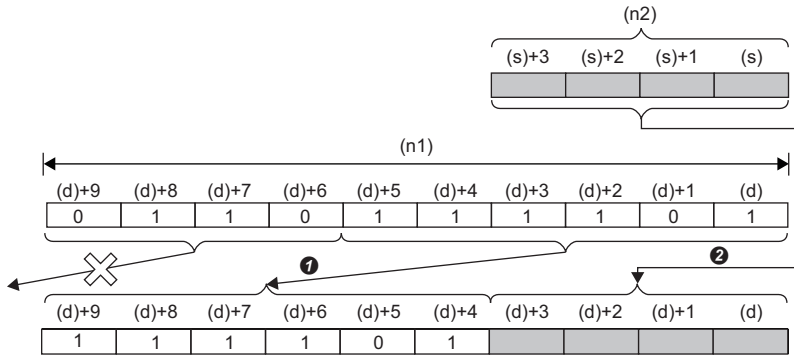 (n2)
(s)+3 (s)+2 (s)+1 (s)
(n1)
(d)+9 (d)+8 (d)+7 (d)+6 (d)+5 (d)+4 (d)+3 (d)+2 (d)+1 (d)
0 1 1 0 1 1 1 1 0 1
❶ ❷
(d)+9 (d)+8 (d)+7 (d)+6 (d)+5 (d)+4 (d)+3 (d)+2 (d)+1 (d)
1 1 1 1 0 1